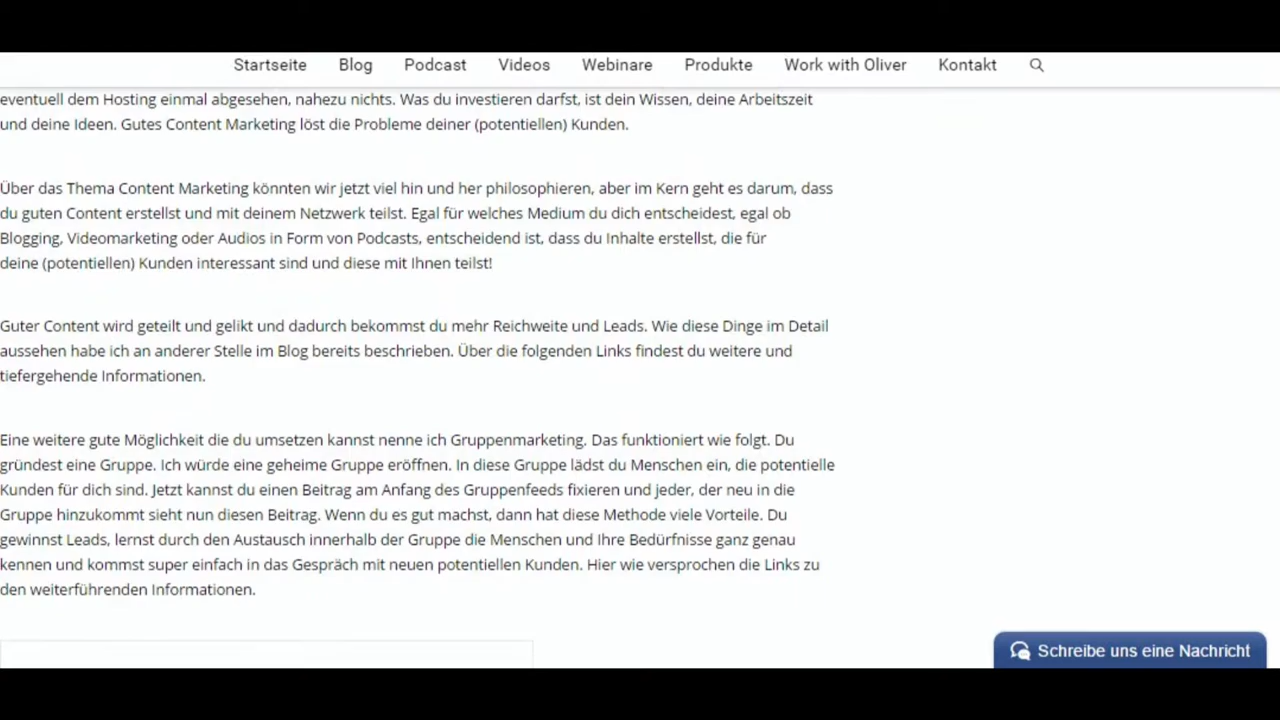 Startseite Blog Podcast Videos Webinare Produkte Work with Oliver Kontakt
eventuell dem Hosting einmal abgesehen, nahezu nichts. Was du investieren darfst, ist dein Wissen, deine Arbeitszeit
und deine Ideen. Gutes Content Marketing löst die Probleme deiner (potentiellen) Kunden.
Über das Thema Content Marketing könnten wir jetzt viel hin und her philosophieren, aber im Kern geht es darum, dass
du guten Content erstellst und mit deinem Netzwerk teilst. Egal für welches Medium du dich entscheidest, egal ob
Blogging, Videomarketing oder Audios in Form von Podcasts, entscheidend ist, dass du Inhalte erstellst, die für
deine (potentiellen) Kunden interessant sind und diese mit Ihnen teilst!
Guter Content wird geteilt und gelikt und dadurch bekommst du mehr Reichweite und Leads. Wie diese Dinge im Detail
aussehen habe ich an anderer Stelle im Blog bereits beschrieben. Über die folgenden Links findest du weitere und
tiefergehende Informationen.
Eine weitere gute Möglichkeit die du umsetzen kannst nenne ich Gruppenmarketing. Das funktioniert wie folgt. Du
gründest eine Gruppe. Ich würde eine geheime Gruppe eröffnen. In diese Gruppe lädst du Menschen ein, die potentielle
Kunden für dich sind. Jetzt kannst du einen Beitrag am Anfang des Gruppenfeeds fixieren und jeder, der neu in die
Gruppe hinzukommt sieht nun diesen Beitrag. Wenn du es gut machst, dann hat diese Methode viele Vorteile. Du
gewinnst Leads, lernst durch den Austausch innerhalb der Gruppe die Menschen und Ihre Bedürfnisse ganz genau
kennen und kommst super einfach in das Gespräch mit neuen potentiellen Kunden. Hier wie versprochen die Links zu
den weiterführenden Informationen.
Schreibe uns eine Nachricht